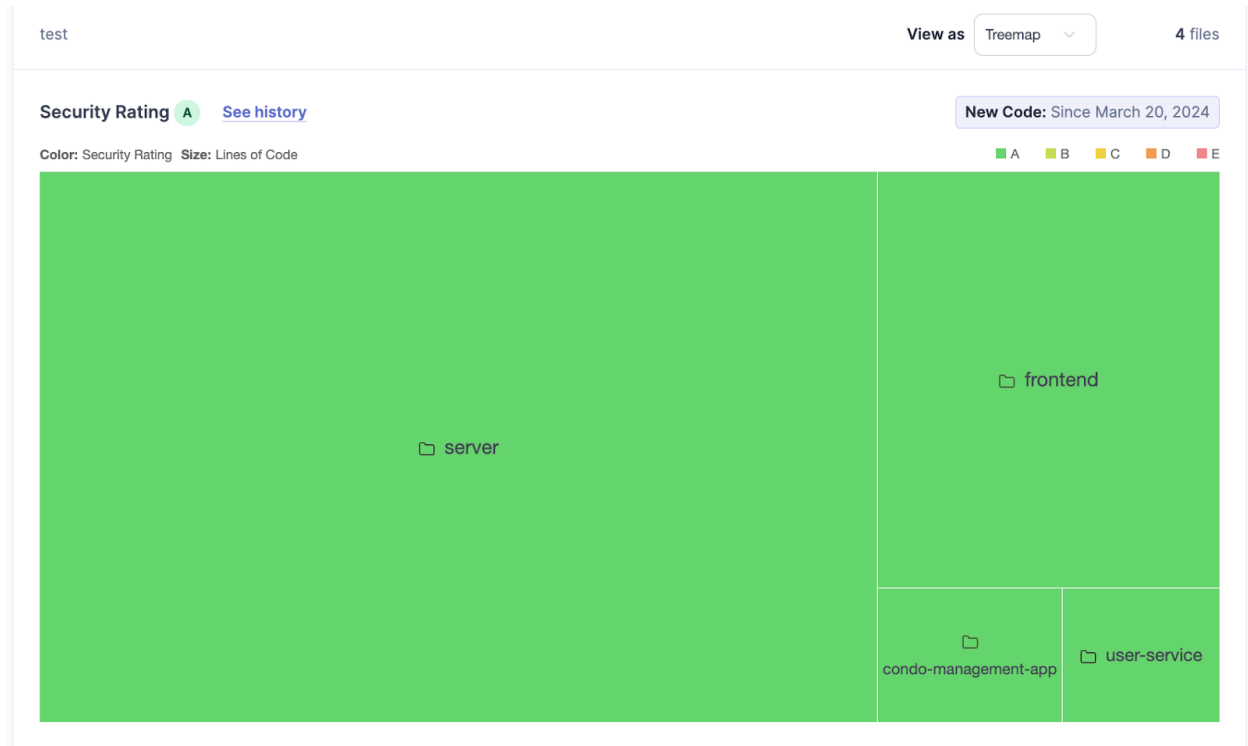 test
View as Treemap 4 files
Security Rating A See history
New Code: Since March 20, 2024
Color: Security Rating Size: Lines of Code
A B C D E
frontend
server
condo-management-app
user-service